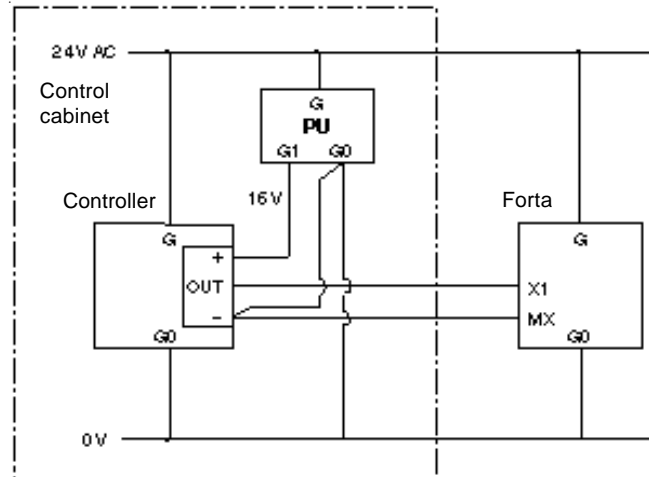 24V AC
Control
cabinet
G
PU
G1 G0
16V
Controller
Forta
G
+
OUT
-
G0
G
X1
MX
G0
0V